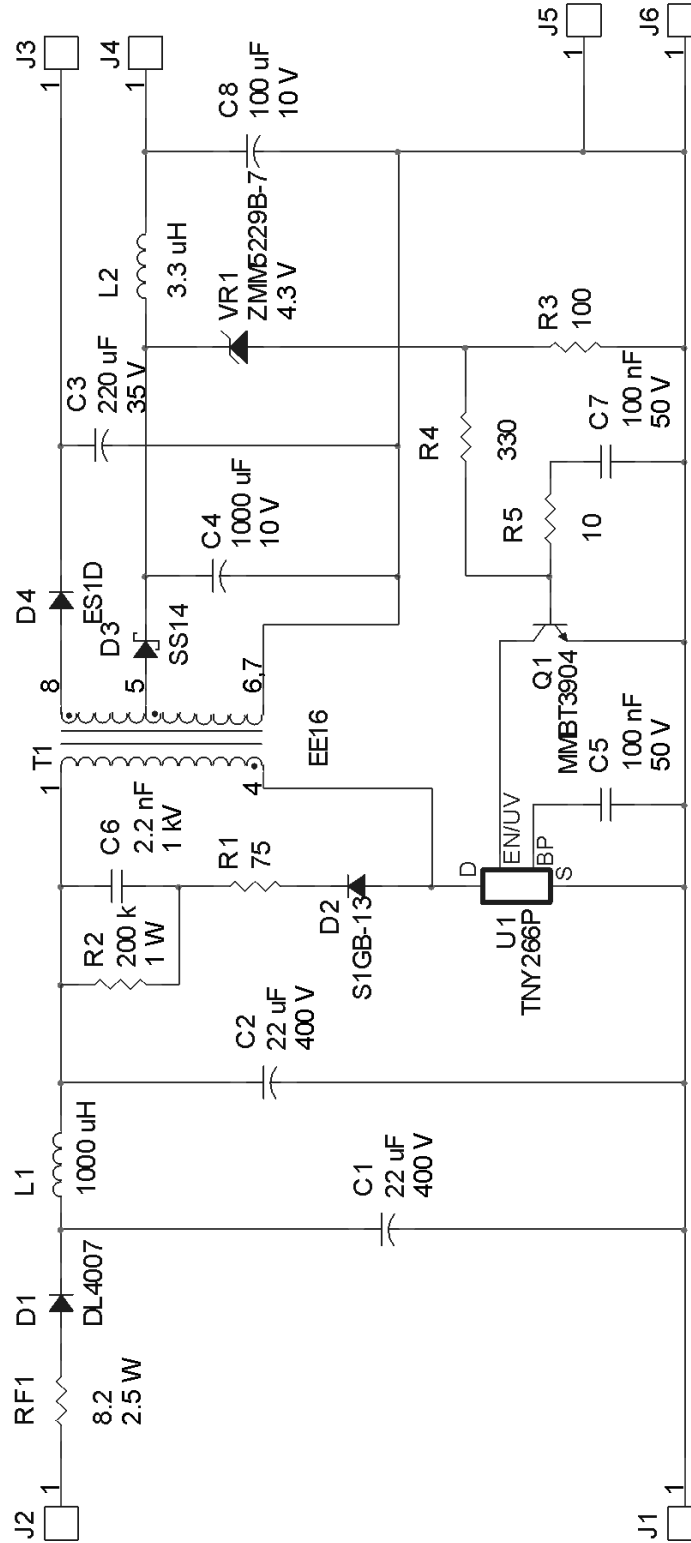 J2
1
RF1
8.2
2.5 W
D1
DL4007
L1
1000 uH
C1
22 uF
400 V
C2
22 uF
400 V
R2
200 k
1 W
C6
2.2 nF
1 kV
R1
75
D2
S1GB-13
T1
1
4
8
5
6,7
EE16
D4
ES1D
D3
SS14
C4
1000 uF
10 V
C3
220 uF
35 V
L2
3.3 uH
VR1
ZMM5229B-7
4.3 V
C8
100 uF
10 V
J3
1
J4
1
J5
1
J6
1
D
EN/UV
BP
S
U1
TNY266P
C5
100 nF
50 V
Q1
MMBT3904
R5
10
R4
330
C7
100 nF
50 V
R3
100
J1
1